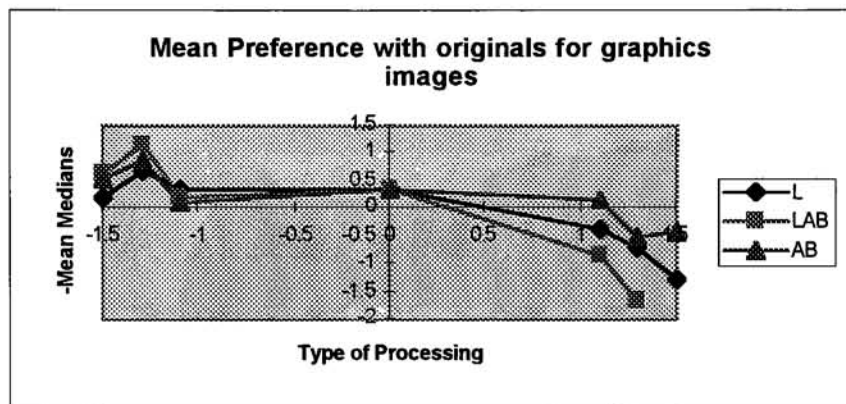 Mean Preference with originals for graphics
images
1.5
1
0.5
0
-0.5
-1
-1.5
-2
-1.5
-1
-0.5
0
0.5
1
1.5
-Mean Medians
Type of Processing
L
LAB
AB